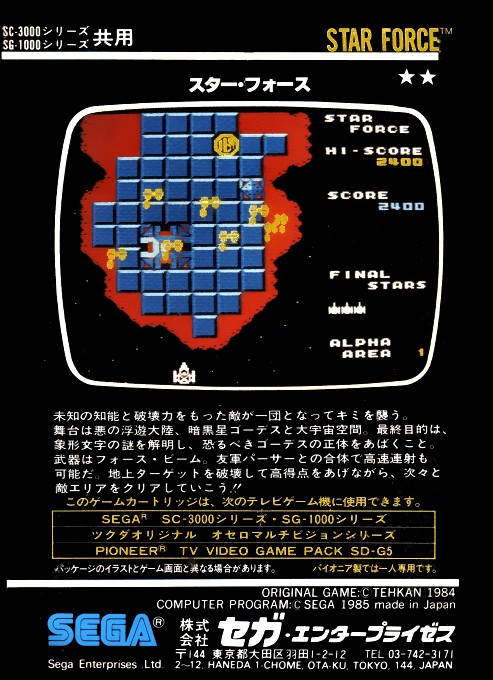 SC-3000シリーズ
SG-1000シリーズ 共用
STAR FORCE™
スター・フォース
★★
STAR
FORCE
HI-SCORE
2400
SCORE
2400
FINAL
STARS
ALPHA
AREA 1
未知の知能と破壊力をもった敵が一団となってキミを襲う。
舞台は悪の浮遊大陸、暗黒星ゴーデスと大宇宙空間。最終目的は、
象形文字の謎を解明し、恐るべきゴーデスの正体をあばくこと。
武器はフォース・ビーム。友軍パーサーとの合体で高速連射も
可能だ。地上ターゲットを破壊して高得点をあげながら、次々と
敵エリアをクリアしていこう!!
このゲームカートリッジは、次のテレビゲーム機に使用できます。
SEGA® SC-3000シリーズ・SG-1000シリーズ
ツクダオリジナル オセロマルチビジョンシリーズ
PIONEER® TV VIDEO GAME PACK SD-G5
パッケージのイラストとゲーム画面と異なる場合があります。 パイオニア製では一人専用です。
ORIGINAL GAME:© TEHKAN 1984
COMPUTER PROGRAM:© SEGA 1985 made in Japan
SEGA® 株式会社 セガ・エンタープライゼス
〒144 東京都大田区羽田1-2-12 TEL 03-742-3171
Sega Enterprises Ltd. 2~12, HANEDA 1-CHOME, OTA-KU, TOKYO, 144, JAPAN